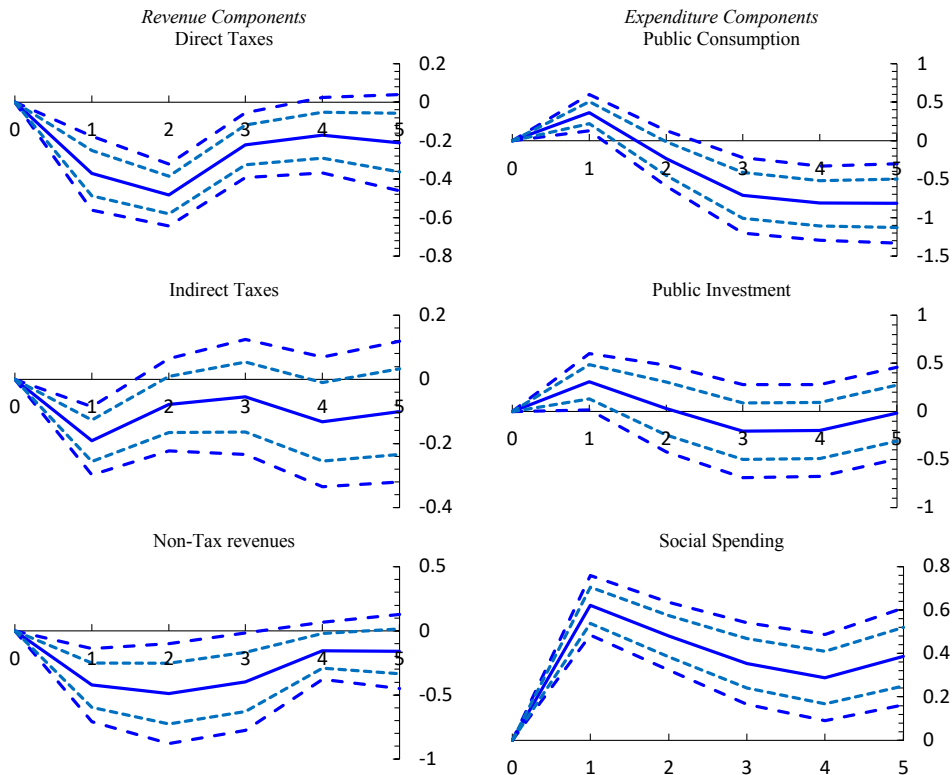 Revenue Components
Direct Taxes
0.2
0
-0.2
-0.4
-0.6
-0.8
0 1 2 3 4 5
Indirect Taxes
0.2
0
-0.2
-0.4
0 1 2 3 4 5
Non-Tax revenues
0.5
0
-0.5
-1
0 1 2 3 4 5
Expenditure Components
Public Consumption
1
0.5
0
-0.5
-1
-1.5
0 1 2 3 4 5
Public Investment
1
0.5
0
-0.5
-1
0 1 2 3 4 5
Social Spending
0.8
0.6
0.4
0.2
0
0 1 2 3 4 5